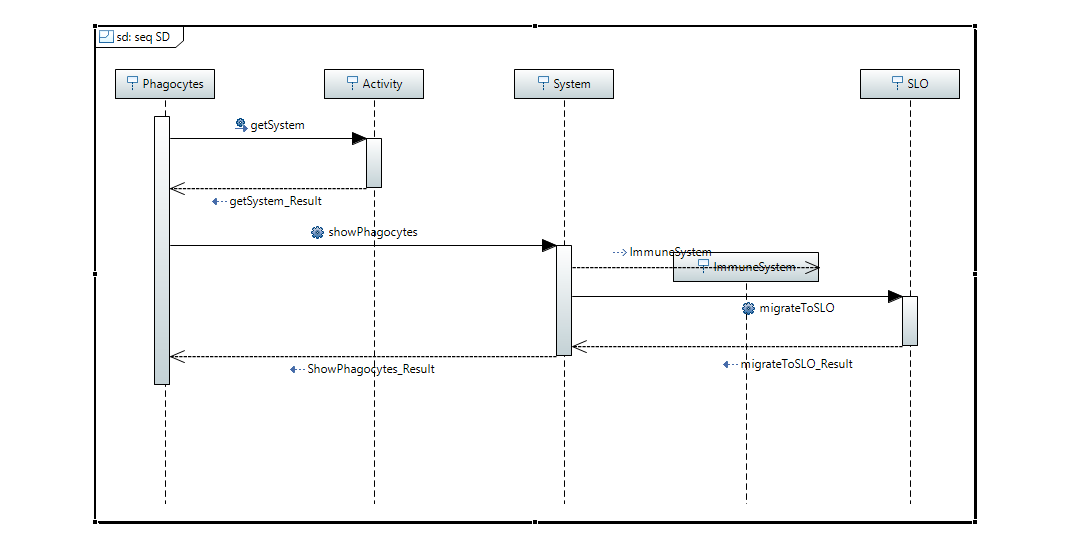 sd: seq SD
Phagocytes
Activity
System
SLO
getSystem
getSystem_Result
showPhagocytes
ImmuneSystem
ImmuneSystem
migrateToSLO
migrateToSLO_Result
ShowPhagocytes_Result